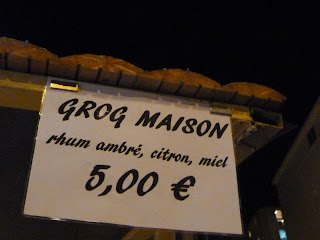 GROG MAISON
rhum ambré, citron, miel
5,00 €